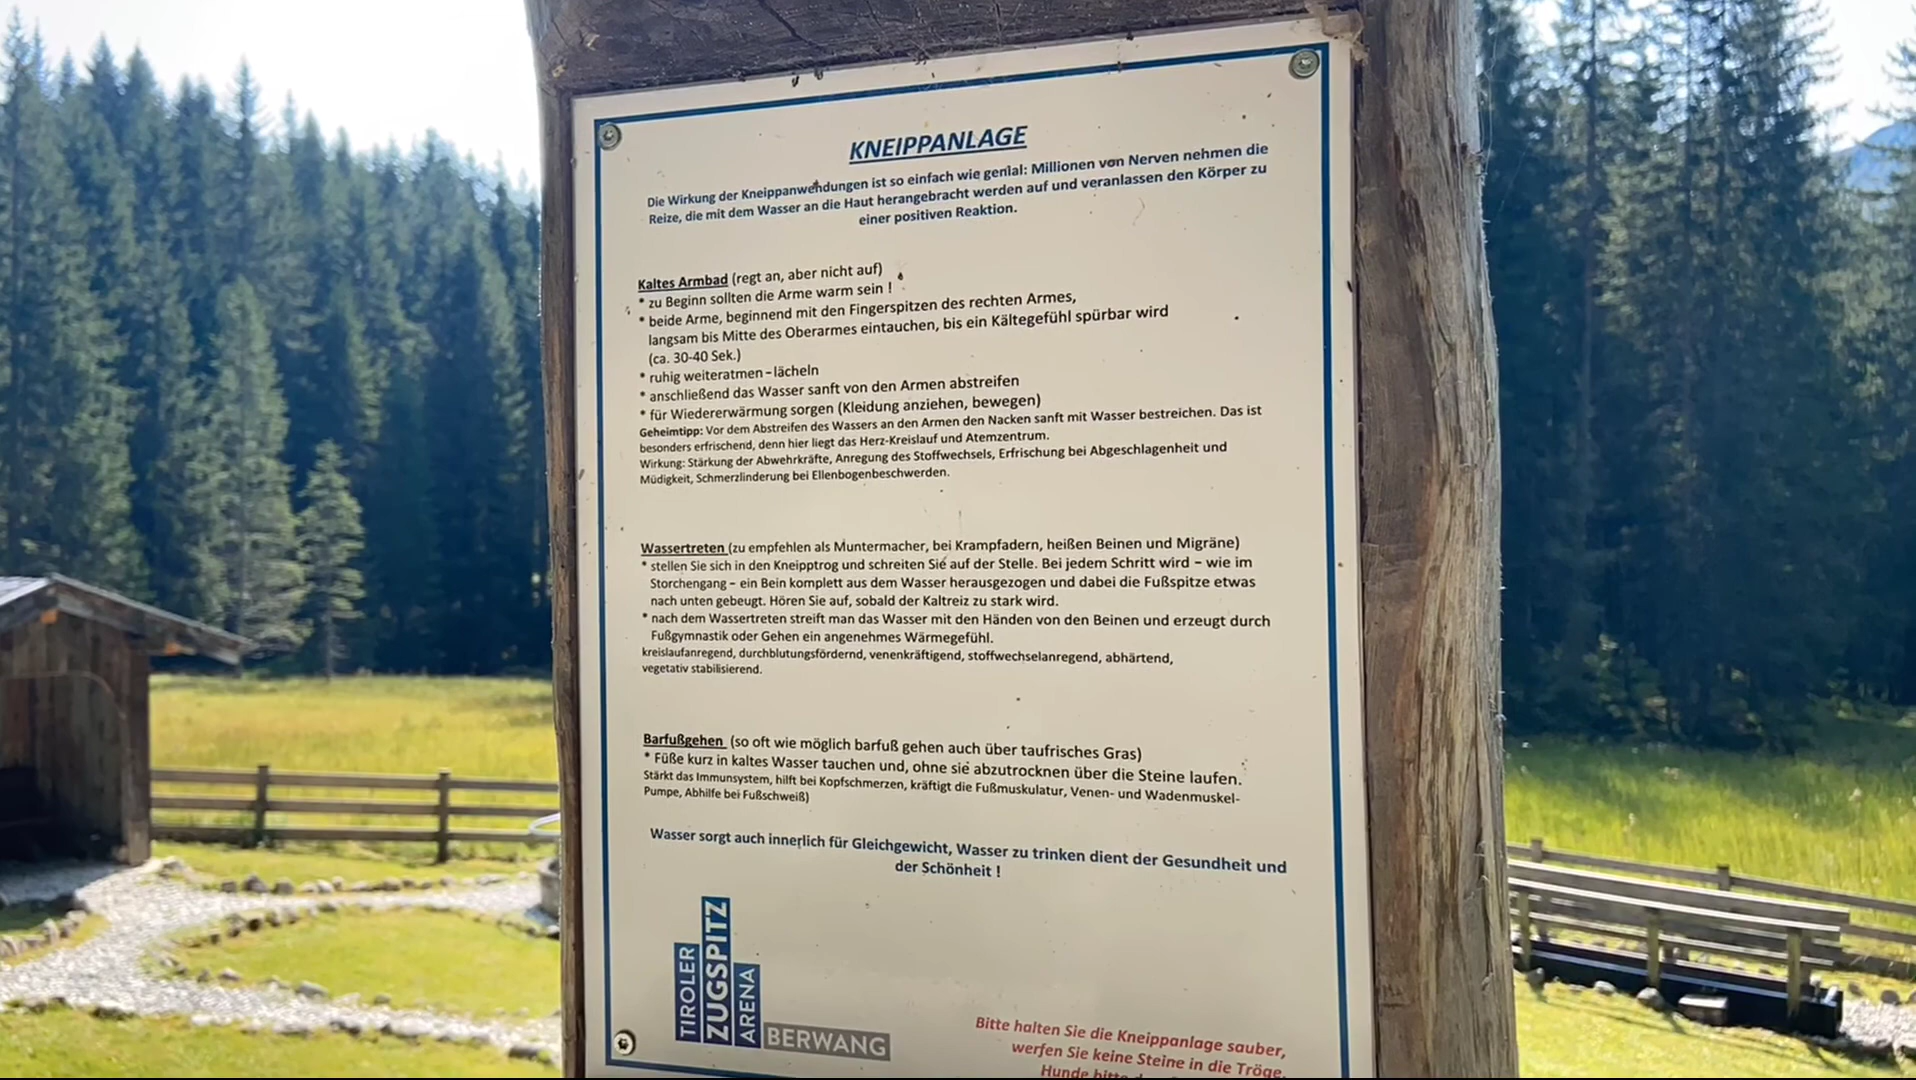 KNEIPPANLAGE
Die Wirkung der Kneippanwendungen ist so einfach wie genial: Millionen von Nerven nehmen die
Reize, die mit dem Wasser an die Haut herangebracht werden auf und veranlassen den Körper zu
einer positiven Reaktion.
Kaltes Armbad (regt an, aber nicht auf)
* zu Beginn sollten die Arme warm sein !
* beide Arme, beginnend mit den Fingerspitzen des rechten Armes,
langsam bis Mitte des Oberarmes eintauchen, bis ein Kältegefühl spürbar wird
(ca. 30-40 Sek.)
* ruhig weiteratmen – lächeln
* anschließend das Wasser sanft von den Armen abstreifen
* für Wiedererwärmung sorgen (Kleidung anziehen, bewegen)
Geheimtipp: Vor dem Abstreifen des Wassers an den Armen den Nacken sanft mit Wasser bestreichen. Das ist
besonders erfrischend, denn hier liegt das Herz-Kreislauf und Atemzentrum.
Wirkung: Stärkung der Abwehrkräfte, Anregung des Stoffwechsels, Erfrischung bei Abgeschlagenheit und
Müdigkeit, Schmerzlinderung bei Ellenbogenbeschwerden.
Wassertreten (zu empfehlen als Muntermacher, bei Krampfadern, heißen Beinen und Migräne)
* stellen Sie sich in den Kneipptrog und schreiten Sie auf der Stelle. Bei jedem Schritt wird – wie im
Storchengang – ein Bein komplett aus dem Wasser herausgezogen und dabei die Fußspitze etwas
nach unten gebeugt. Hören Sie auf, sobald der Kaltreiz zu stark wird.
* nach dem Wassertreten streift man das Wasser mit den Händen von den Beinen und erzeugt durch
Fußgymnastik oder Gehen ein angenehmes Wärmegefühl.
kreislaufanregend, durchblutungsfördernd, venenkräftigend, stoffwechselanregend, abhärtend,
vegetativ stabilisierend.
Barfußgehen (so oft wie möglich barfuß gehen auch über taufrisches Gras)
* Füße kurz in kaltes Wasser tauchen und, ohne sie abzutrocknen über die Steine laufen.
Stärkt das Immunsystem, hilft bei Kopfschmerzen, kräftigt die Fußmuskulatur, Venen- und Wadenmuskel-
Pumpe, Abhilfe bei Fußschweiß)
Wasser sorgt auch innerlich für Gleichgewicht, Wasser zu trinken dient der Gesundheit und
der Schönheit !
TIROLER
ZUGSPITZ
ARENA
BERWANG
Bitte halten Sie die Kneippanlage sauber,
werfen Sie keine Steine in die Tröge.
Hunde bitte